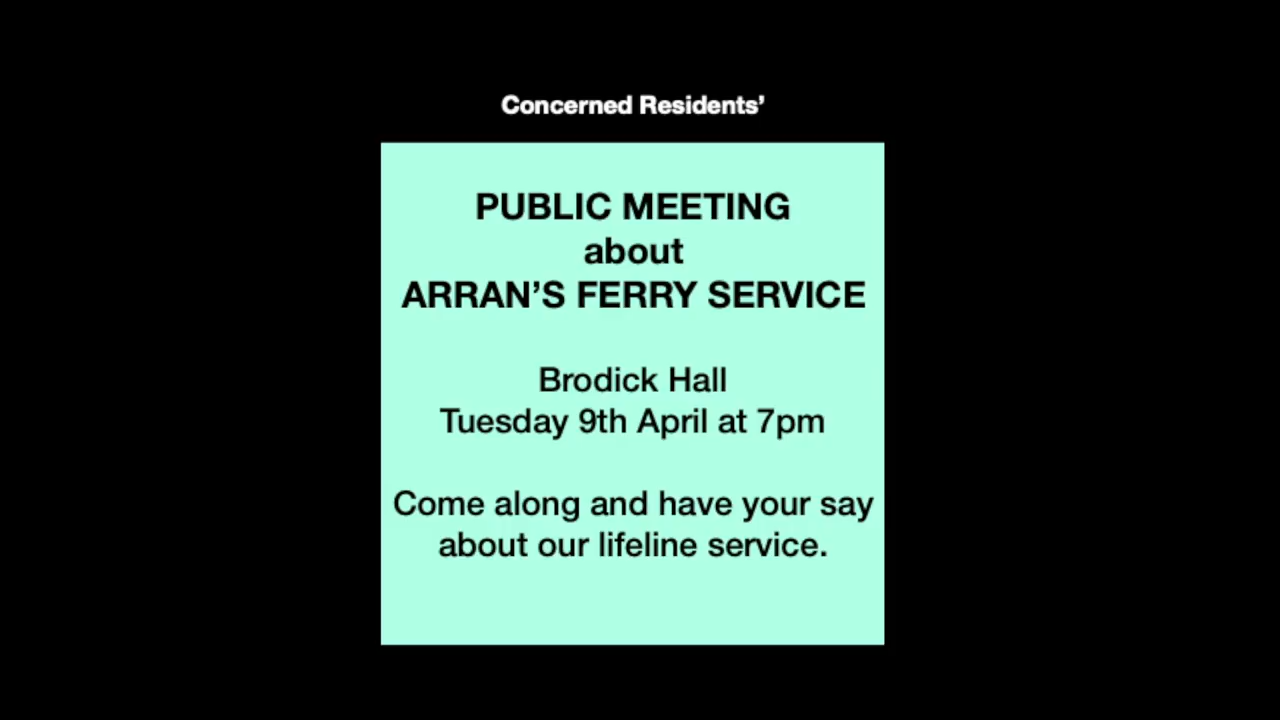 Concerned Residents’
PUBLIC MEETING
about
ARRAN’S FERRY SERVICE
Brodick Hall
Tuesday 9th April at 7pm
Come along and have your say
about our lifeline service.